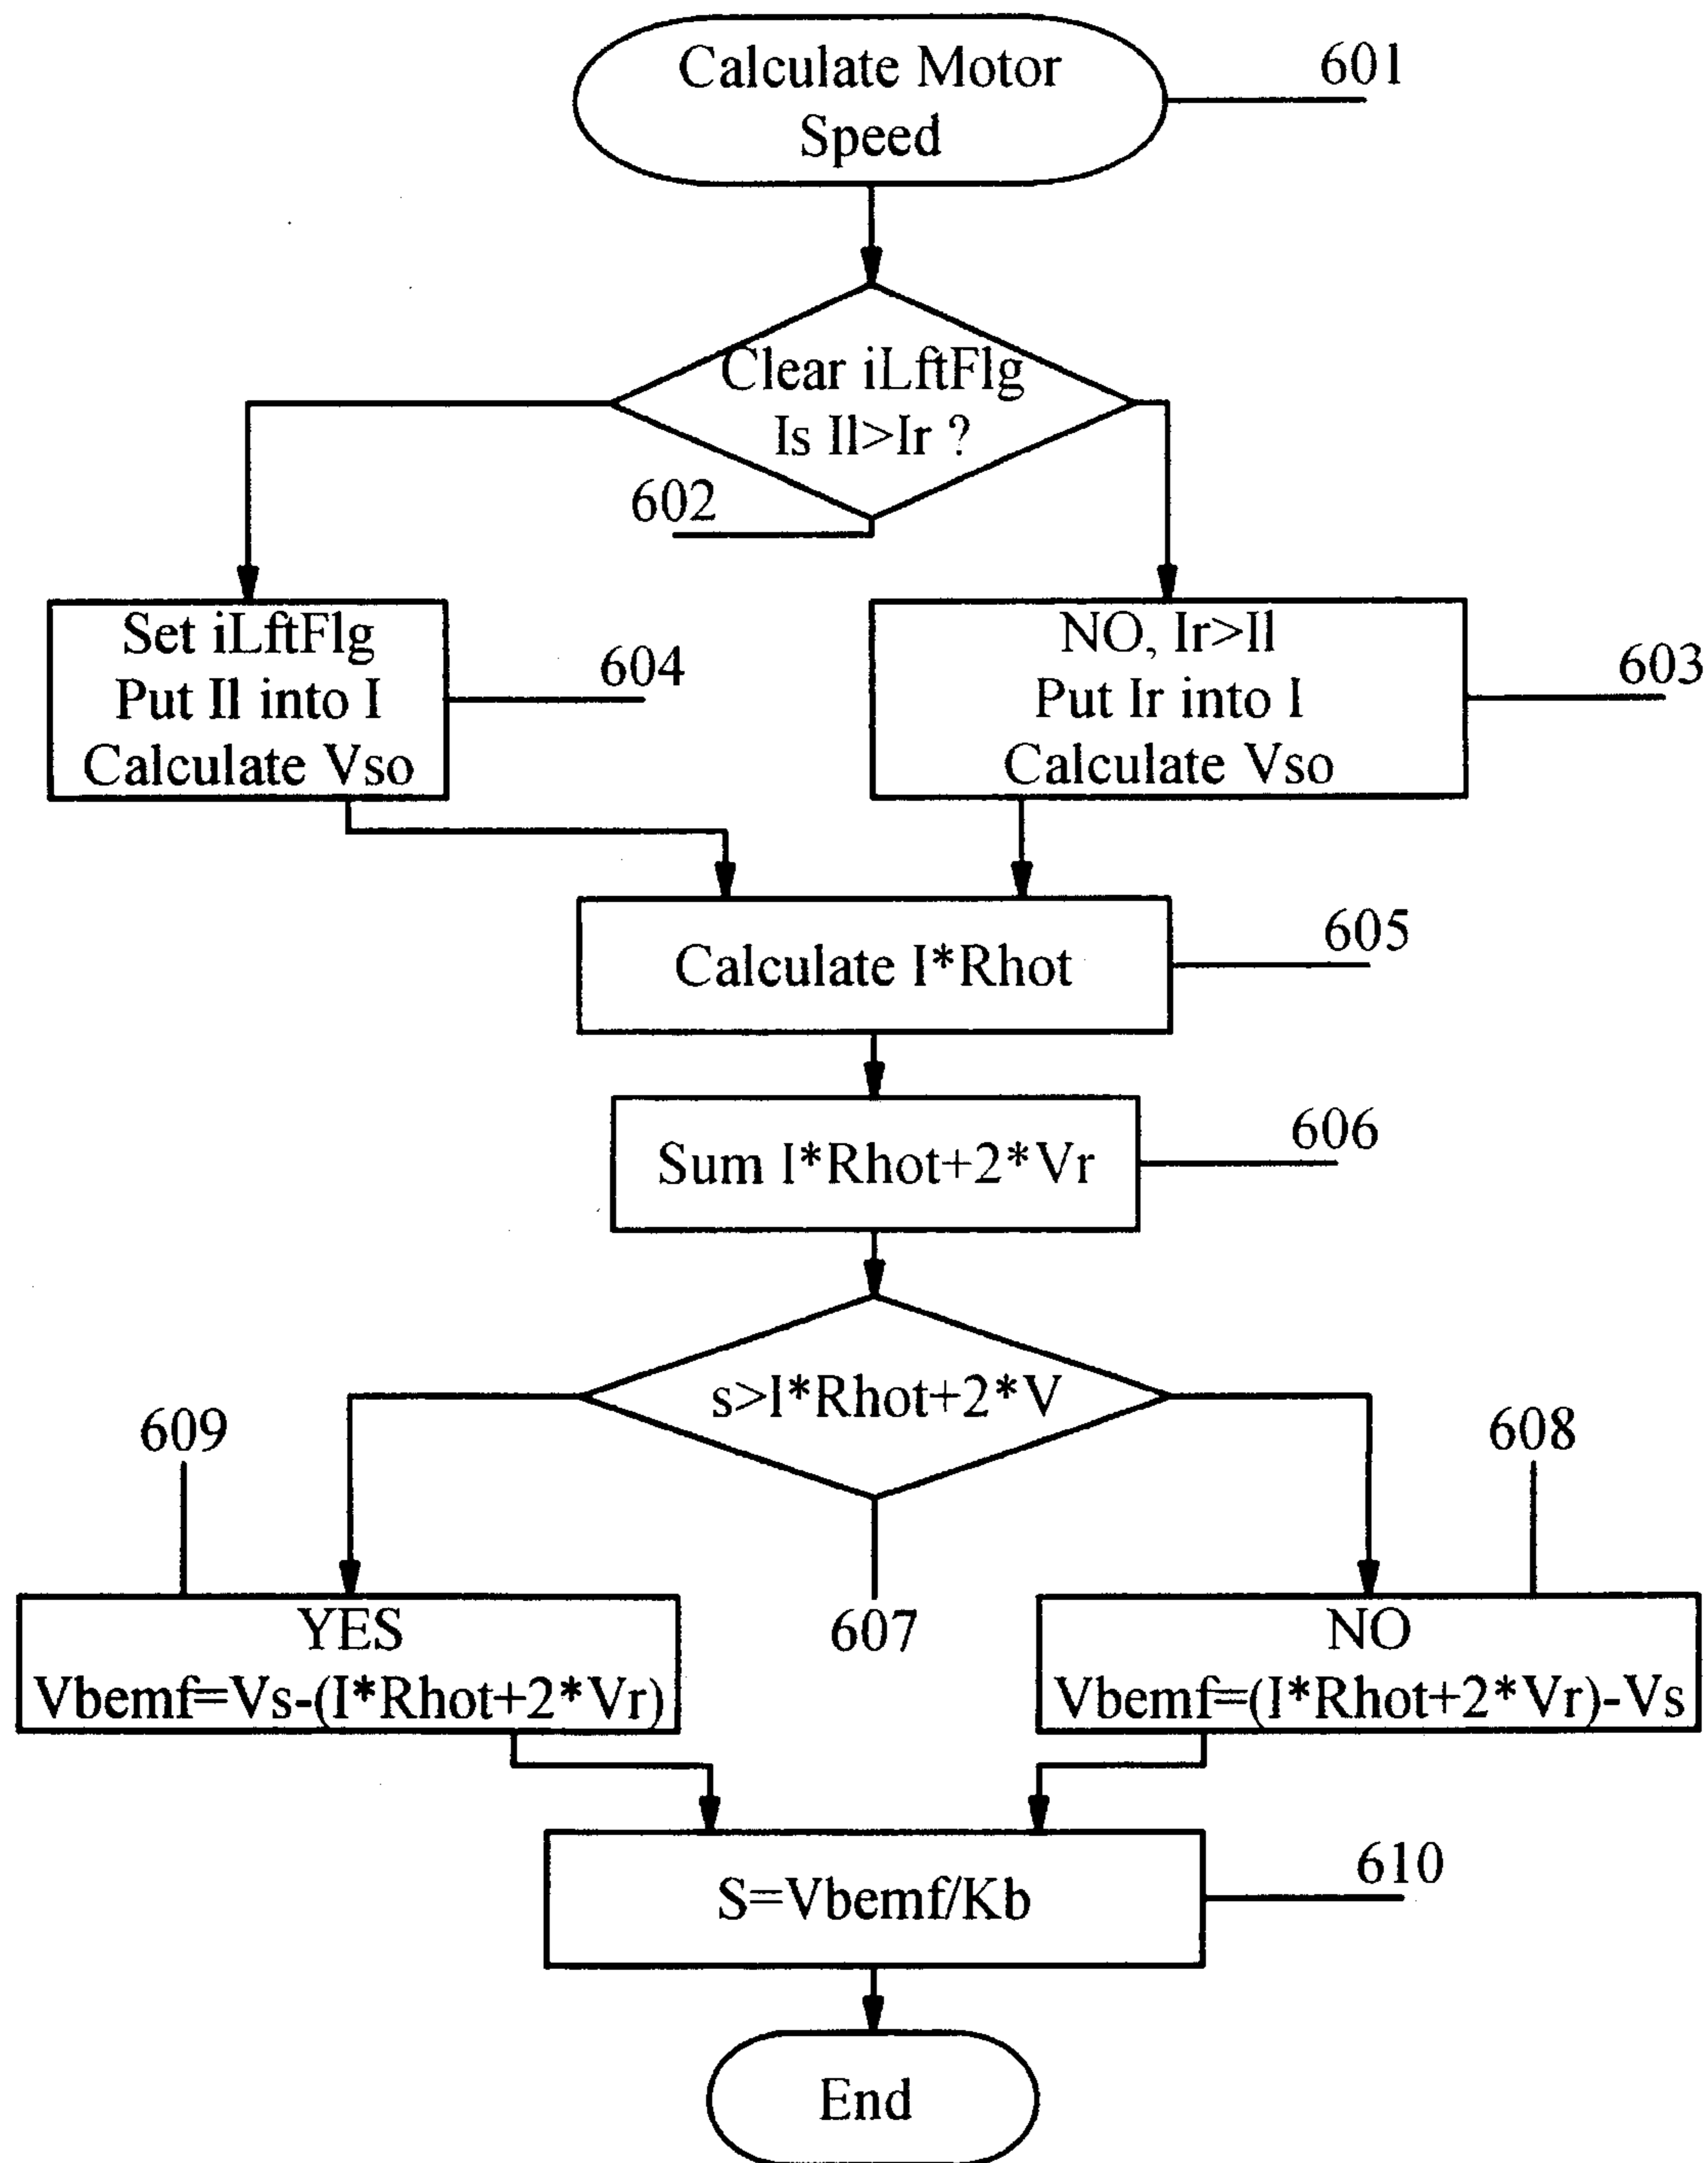 Calculate Motor
Speed
601
Clear iLftFlg
Is Il>Ir ?
602
Set iLftFlg
Put Il into I
Calculate Vso
604
NO, Ir>Il
Put Ir into I
Calculate Vso
603
Calculate I*Rhot
605
Sum I*Rhot+2*Vr
606
s>I*Rhot+2*V
607
609
YES
Vbemf=Vs-(I*Rhot+2*Vr)
608
NO
Vbemf=(I*Rhot+2*Vr)-Vs
S=Vbemf/Kb
610
End